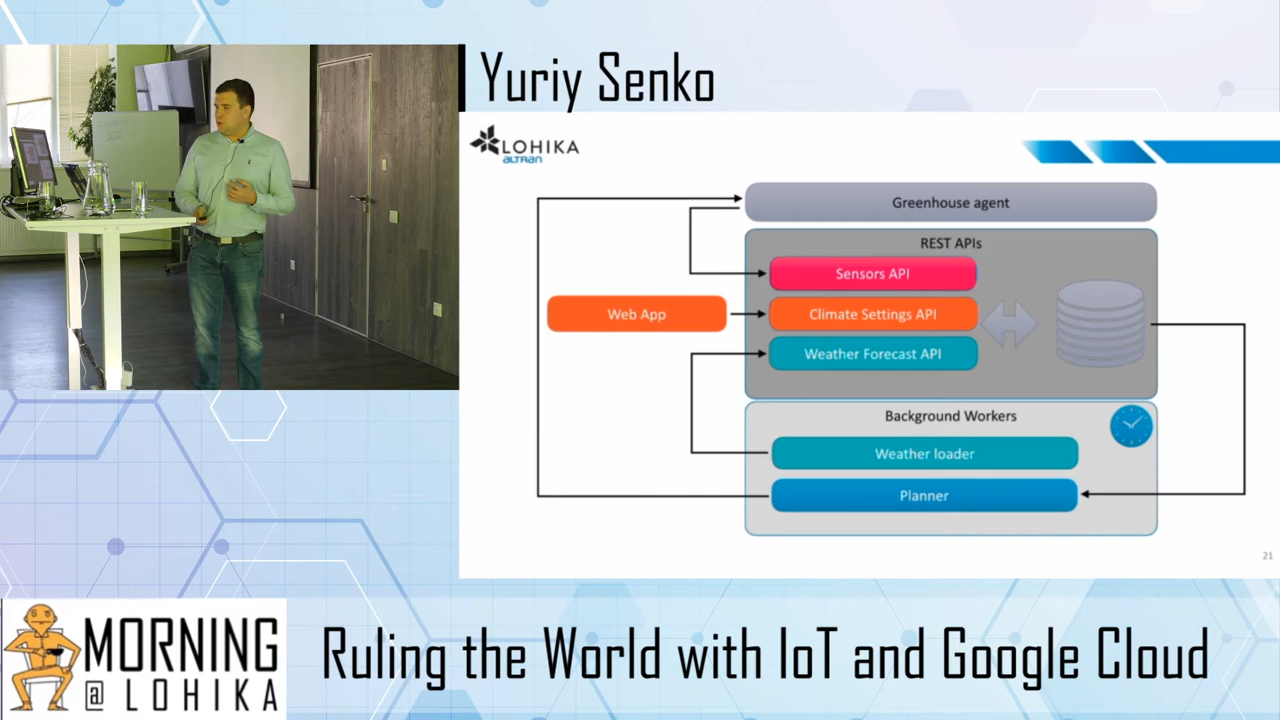 Yuriy Senko
LOHIKA
altran
Greenhouse agent
REST APIs
Sensors API
Web App
Climate Settings API
Weather Forecast API
Background Workers
Weather loader
Planner
21
MORNING
@ LOHIKA
Ruling the World with IoT and Google Cloud